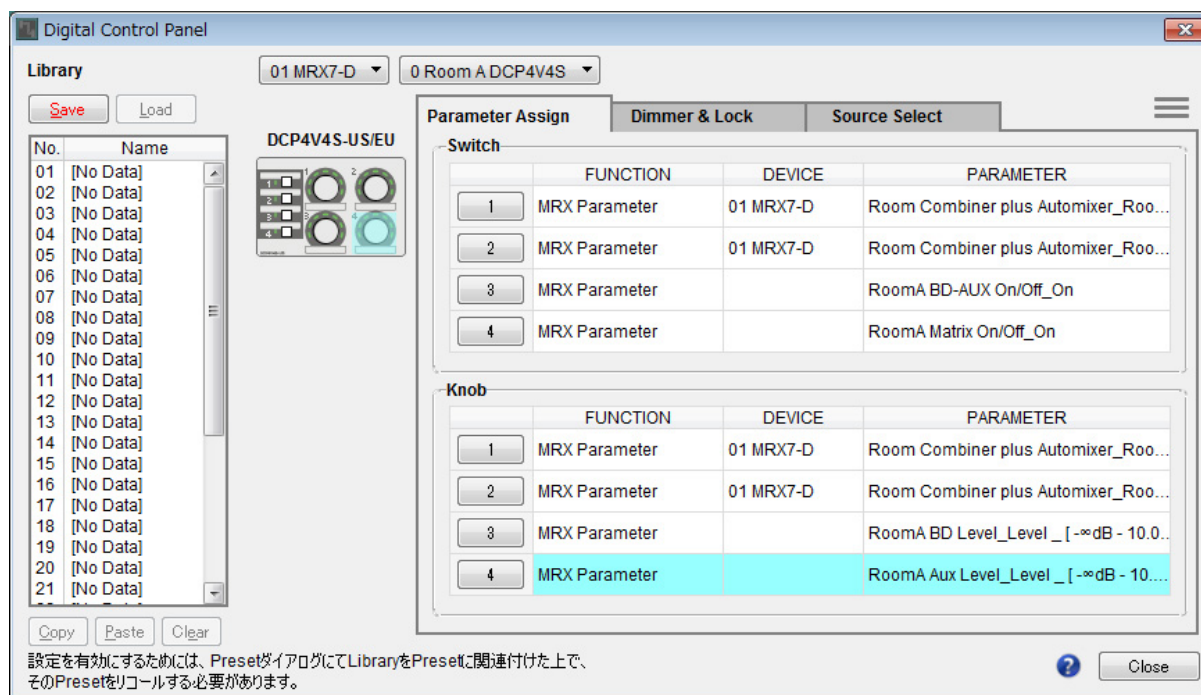 Digital Control Panel
Library
01 MRX7-D
0 Room A DCP4V4S
Save
Load
Parameter Assign
Dimmer & Lock
Source Select
No. Name
01 [No Data]
02 [No Data]
03 [No Data]
04 [No Data]
05 [No Data]
06 [No Data]
07 [No Data]
08 [No Data]
09 [No Data]
10 [No Data]
11 [No Data]
12 [No Data]
13 [No Data]
14 [No Data]
15 [No Data]
16 [No Data]
17 [No Data]
18 [No Data]
19 [No Data]
20 [No Data]
21 [No Data]
DCP4V4S-US/EU
1 1 2
2
3 3 4
4
Switch
FUNCTION DEVICE PARAMETER
1 MRX Parameter 01 MRX7-D Room Combiner plus Automixer_Roo...
2 MRX Parameter 01 MRX7-D Room Combiner plus Automixer_Roo...
3 MRX Parameter RoomA BD-AUX On/Off_On
4 MRX Parameter RoomA Matrix On/Off_On
Knob
FUNCTION DEVICE PARAMETER
1 MRX Parameter 01 MRX7-D Room Combiner plus Automixer_Roo...
2 MRX Parameter 01 MRX7-D Room Combiner plus Automixer_Roo...
3 MRX Parameter RoomA BD Level_Level _ [ -∞dB - 10.0..
4 MRX Parameter RoomA Aux Level_Level _ [ -∞dB - 10....
Copy
Paste
Clear
設定を有効にするためには、PresetダイアログにてLibraryをPresetに関連付けた上で、
そのPresetをリコールする必要があります。
?
Close